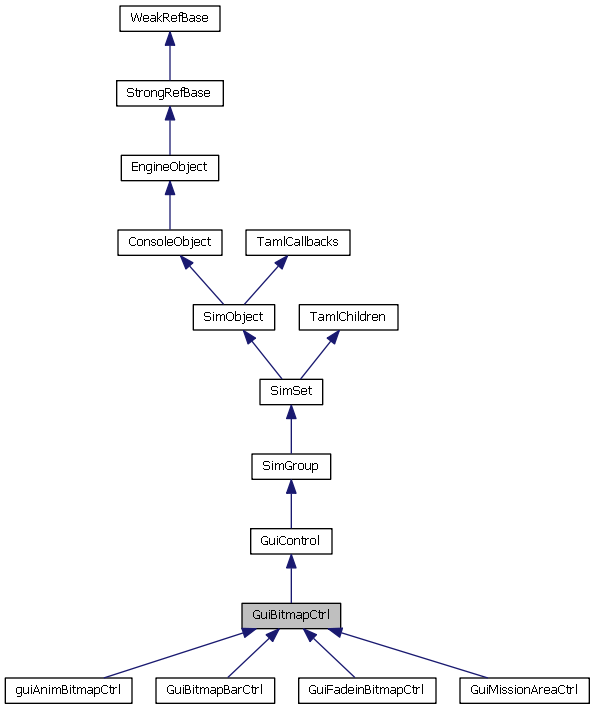 WeakRefBase
StrongRefBase
EngineObject
ConsoleObject
TamlCallbacks
SimObject
TamlChildren
SimSet
SimGroup
GuiControl
GuiBitmapCtrl
guiAnimBitmapCtrl
GuiBitmapBarCtrl
GuiFadeinBitmapCtrl
GuiMissionAreaCtrl